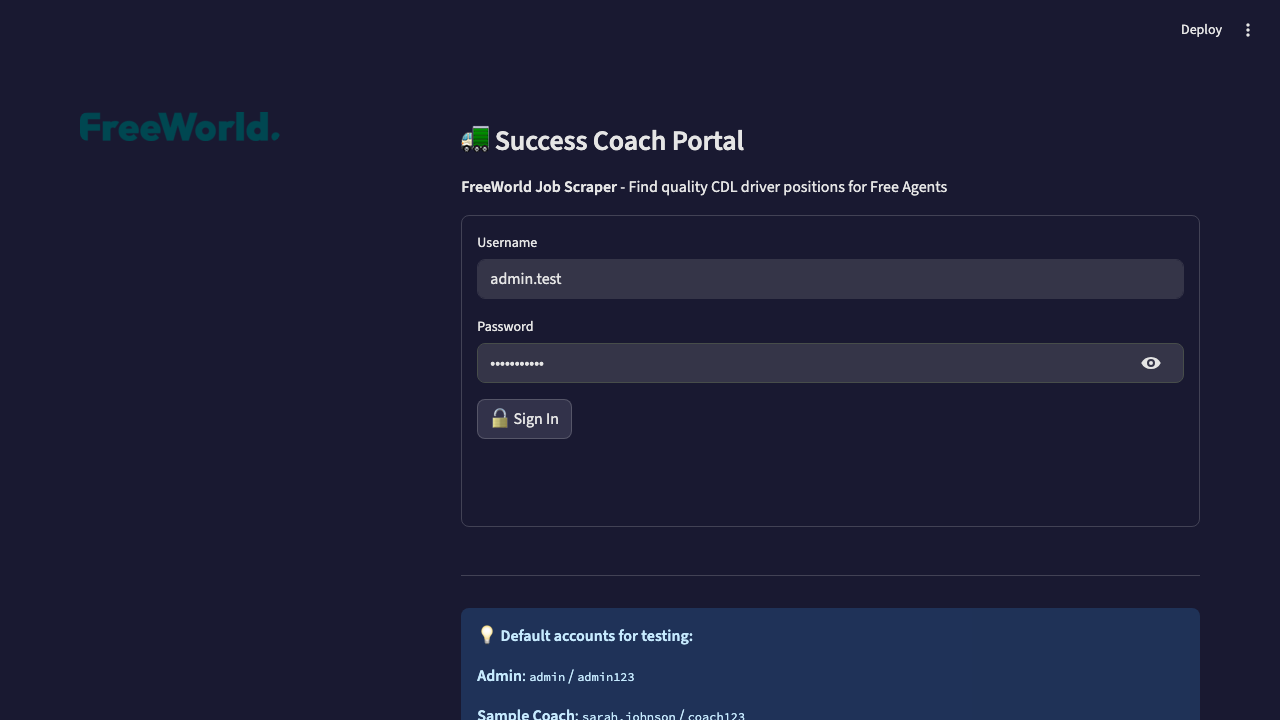 Deploy
FreeWorld.
Success Coach Portal
FreeWorld Job Scraper - Find quality CDL driver positions for Free Agents
Username
admin.test
Password
•••••••••••
Sign In
Default accounts for testing:
Admin: admin / admin123
Sample Coach: sarah.johnson / coach123